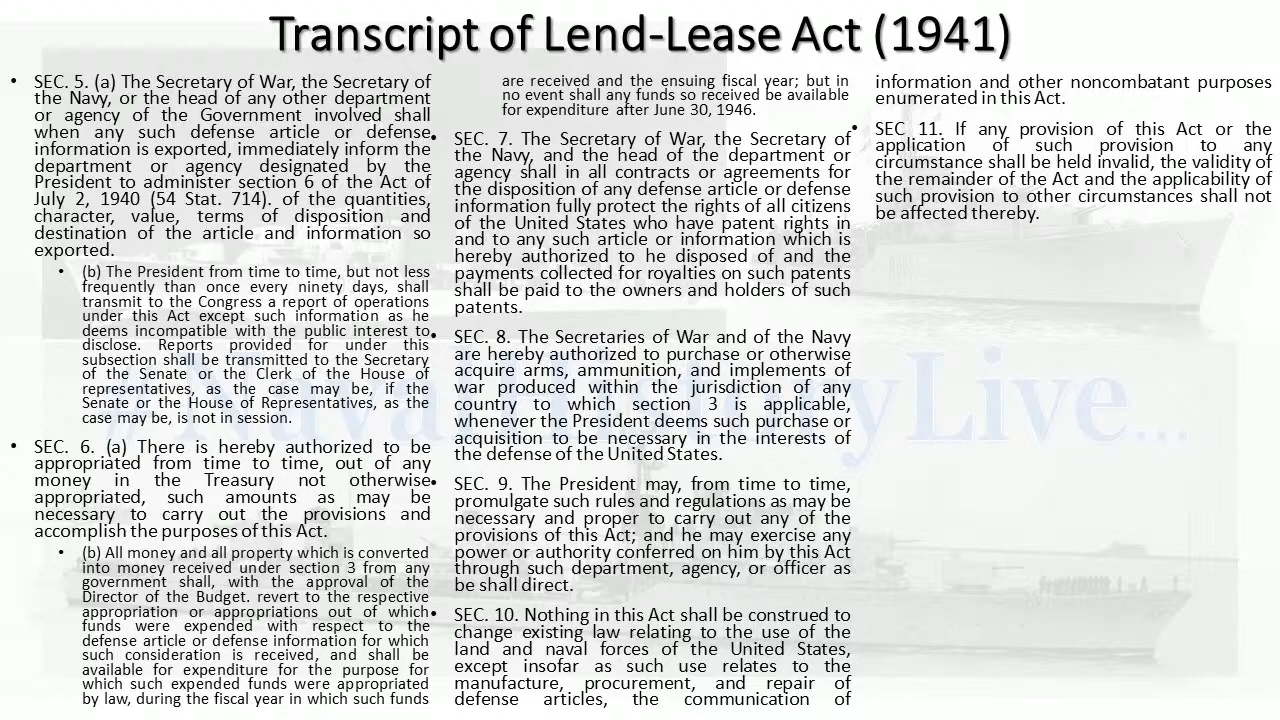 Transcript of Lend-Lease Act (1941)
• SEC. 5. (a) The Secretary of War, the Secretary of
the Navy, or the head of any other department
or agency of the Government involved shall
when any such defense article or defense
information is exported, immediately inform the
department or agency designated by the
President to administer section 6 of the Act of
July 2, 1940 (54 Stat. 714). of the quantities,
character, value, terms of disposition and
destination of the article and information so
exported.
• (b) The President from time to time, but not less
frequently than once every ninety days, shall
transmit to the Congress a report of operations
under this Act except such information as he
deems incompatible with the public interest to
disclose. Reports provided for under this
subsection shall be transmitted to the Secretary
of the Senate or the Clerk of the House of
representatives, as the case may be, if the
Senate or the House of Representatives, as the
case may be, is not in session.
• SEC. 6. (a) There is hereby authorized to be
appropriated from time to time, out of any
money in the Treasury not otherwise
appropriated, such amounts as may be
necessary to carry out the provisions and
accomplish the purposes of this Act.
• (b) All money and all property which is converted
into money received under section 3 from any
government shall, with the approval of the
Director of the Budget. revert to the respective
appropriation or appropriations out of which
funds were expended with respect to the
defense article or defense information for which
such consideration is received, and shall be
available for expenditure for the purpose for
which such expended funds were appropriated
by law, during the fiscal year in which such funds
are received and the ensuing fiscal year; but in
no event shall any funds so received be available
for expenditure after June 30, 1946.
• SEC. 7. The Secretary of War, the Secretary of
the Navy, and the head of the department or
agency shall in all contracts or agreements for
the disposition of any defense article or defense
information fully protect the rights of all citizens
of the United States who have patent rights in
and to any such article or information which is
hereby authorized to he disposed of and the
payments collected for royalties on such patents
shall be paid to the owners and holders of such
patents.
• SEC. 8. The Secretaries of War and of the Navy
are hereby authorized to purchase or otherwise
acquire arms, ammunition, and implements of
war produced within the jurisdiction of any
country to which section 3 is applicable,
whenever the President deems such purchase or
acquisition to be necessary in the interests of
the defense of the United States.
• SEC. 9. The President may, from time to time,
promulgate such rules and regulations as may be
necessary and proper to carry out any of the
provisions of this Act; and he may exercise any
power or authority conferred on him by this Act
through such department, agency, or officer as
be shall direct.
• SEC. 10. Nothing in this Act shall be construed to
change existing law relating to the use of the
land and naval forces of the United States,
except insofar as such use relates to the
manufacture, procurement, and repair of
defense articles, the communication of
information and other noncombatant purposes
enumerated in this Act.
• SEC 11. If any provision of this Act or the
application of such provision to any
circumstance shall be held invalid, the validity of
the remainder of the Act and the applicability of
such provision to other circumstances shall not
be affected thereby.